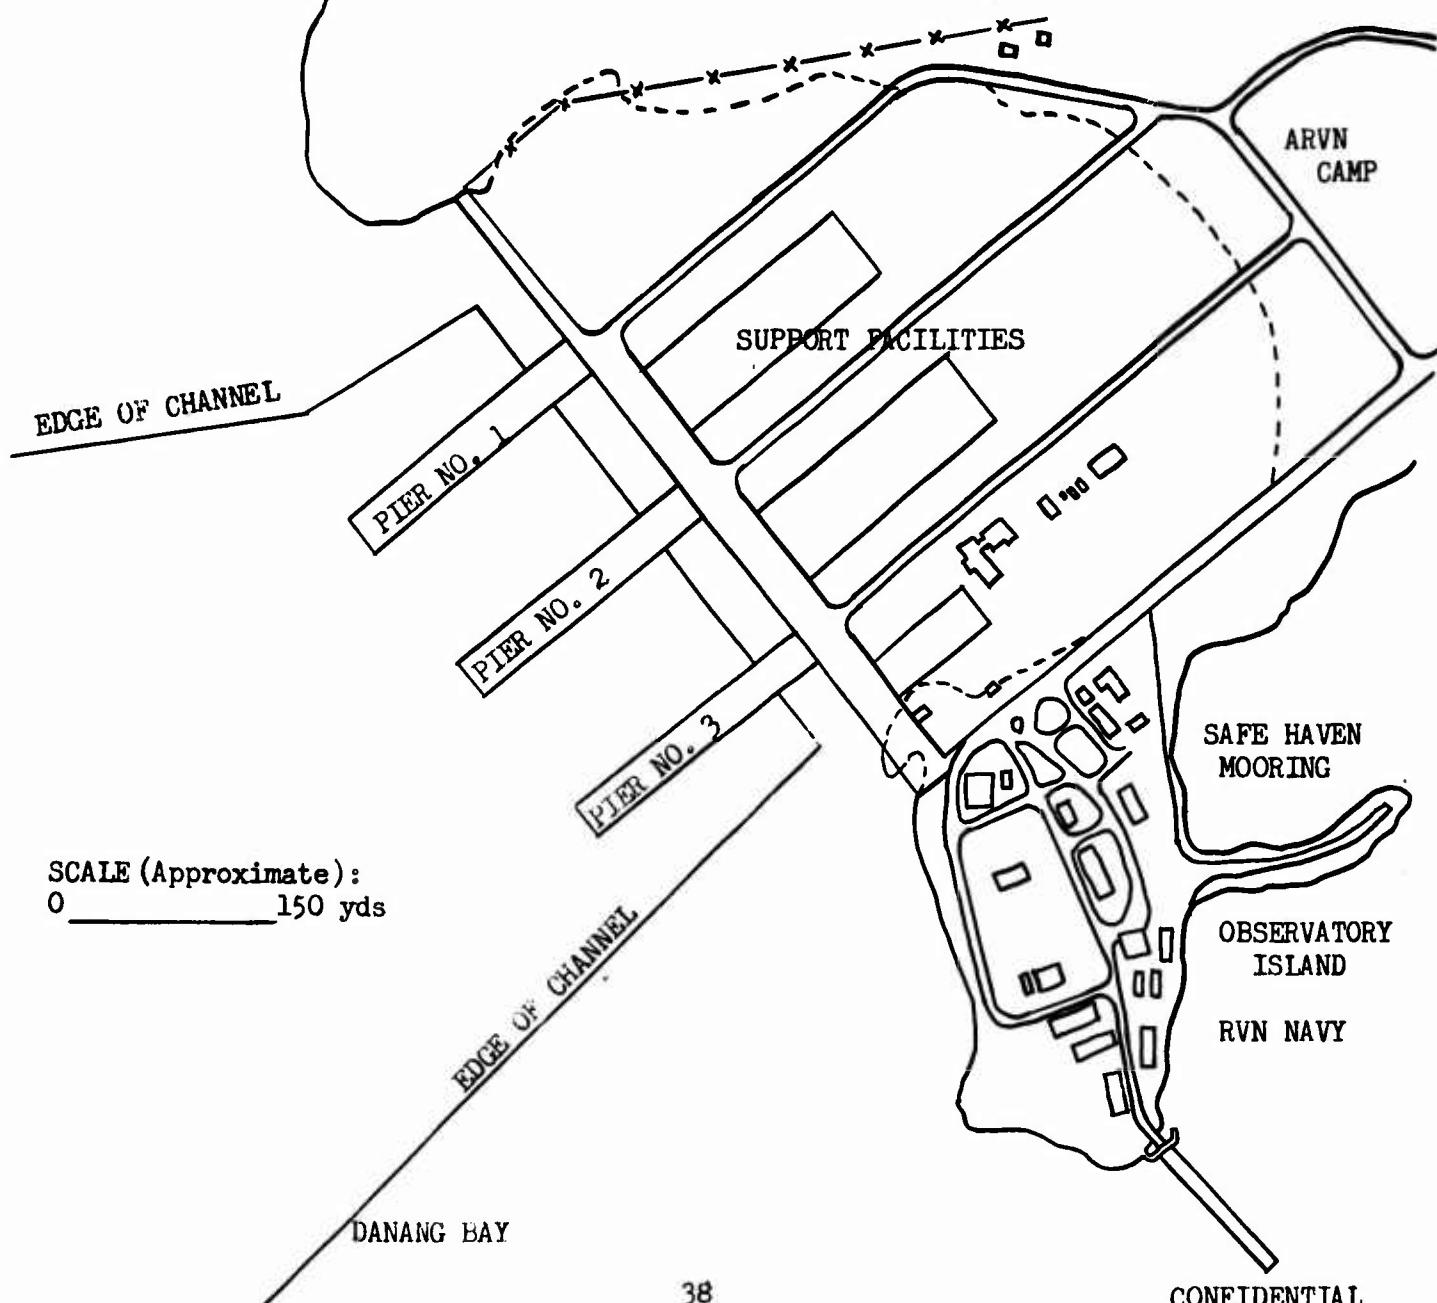 ARVN
CAMP
SUPPORT FACILITIES
EDGE OF CHANNEL
PIER NO. 1
PIER NO. 2
PIER NO. 3
SAFE HAVEN
MOORING
SCALE (Approximate):
0 150 yds
EDGE OF CHANNEL
OBSERVATORY
ISLAND
RVN NAVY
DANANG BAY
38
CONFIDENTIAL